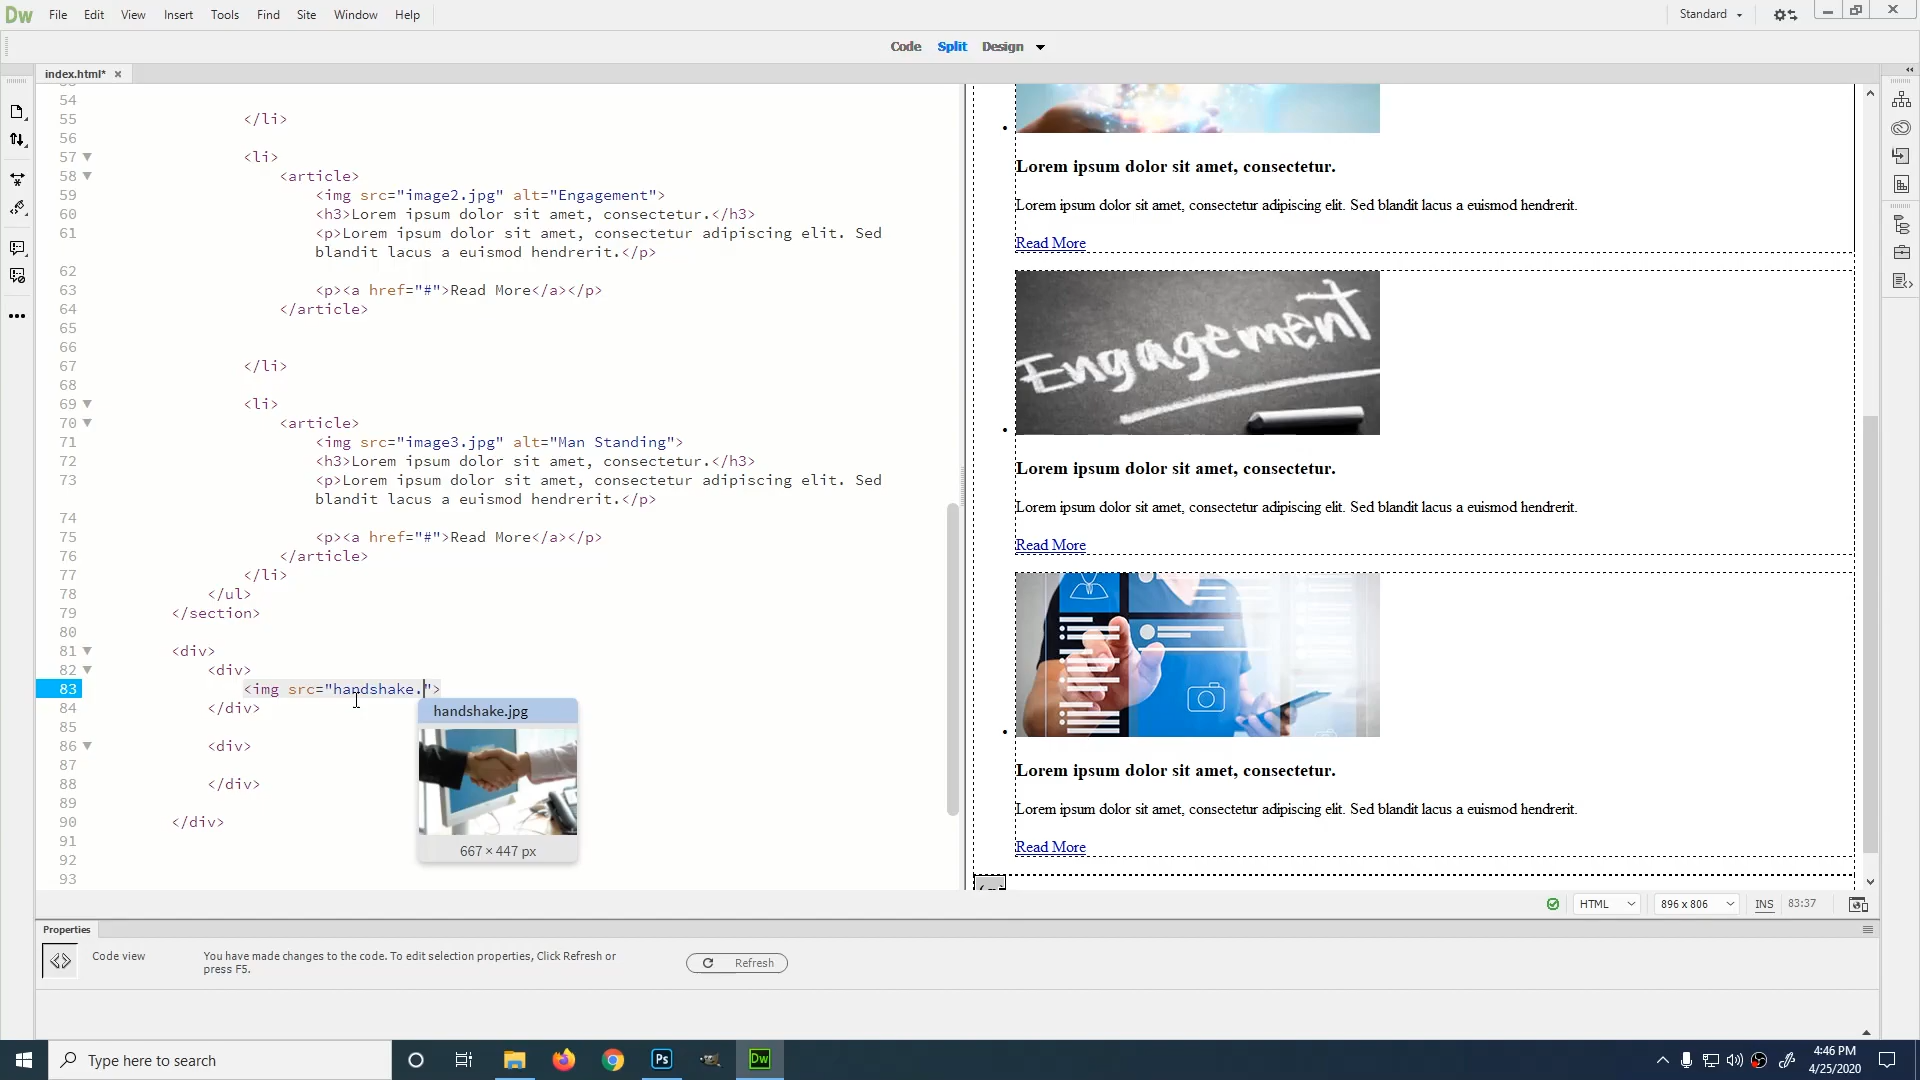 Dw File Edit View Insert Tools Find Site Window Help Standard
Code Split Design
index.html*
54
55 </li>
56
57 <li>
58 <article>
59 <img src="image2.jpg" alt="Engagement">
60 <h3>Lorem ipsum dolor sit amet, consectetur.</h3>
61 <p>Lorem ipsum dolor sit amet, consectetur adipiscing elit. Sed
blandit lacus a euismod hendrerit.</p>
62
63 <p><a href="#">Read More</a></p>
64 </article>
65
66
67 </li>
68
69 <li>
70 <article>
71 <img src="image3.jpg" alt="Man Standing">
72 <h3>Lorem ipsum dolor sit amet, consectetur.</h3>
73 <p>Lorem ipsum dolor sit amet, consectetur adipiscing elit. Sed
blandit lacus a euismod hendrerit.</p>
74
75 <p><a href="#">Read More</a></p>
76 </article>
77 </li>
78 </ul>
79 </section>
80
81 <div>
82 <div>
83 <img src="handshake.">
84 </div>
85
86 <div>
87
88 </div>
89
90 </div>
91
92
93
handshake.jpg
667 × 447 px
Lorem ipsum dolor sit amet, consectetur.
Lorem ipsum dolor sit amet, consectetur adipiscing elit. Sed blandit lacus a euismod hendrerit.
Read More
Engagement
Lorem ipsum dolor sit amet, consectetur.
Lorem ipsum dolor sit amet, consectetur adipiscing elit. Sed blandit lacus a euismod hendrerit.
Read More
Lorem ipsum dolor sit amet, consectetur.
Lorem ipsum dolor sit amet, consectetur adipiscing elit. Sed blandit lacus a euismod hendrerit.
Read More
HTML 896 x 806 INS 83:37
Properties
Code view
You have made changes to the code. To edit selection properties, Click Refresh or
press F5.
Refresh
Type here to search
Ps
Dw
4:46 PM
4/25/2020